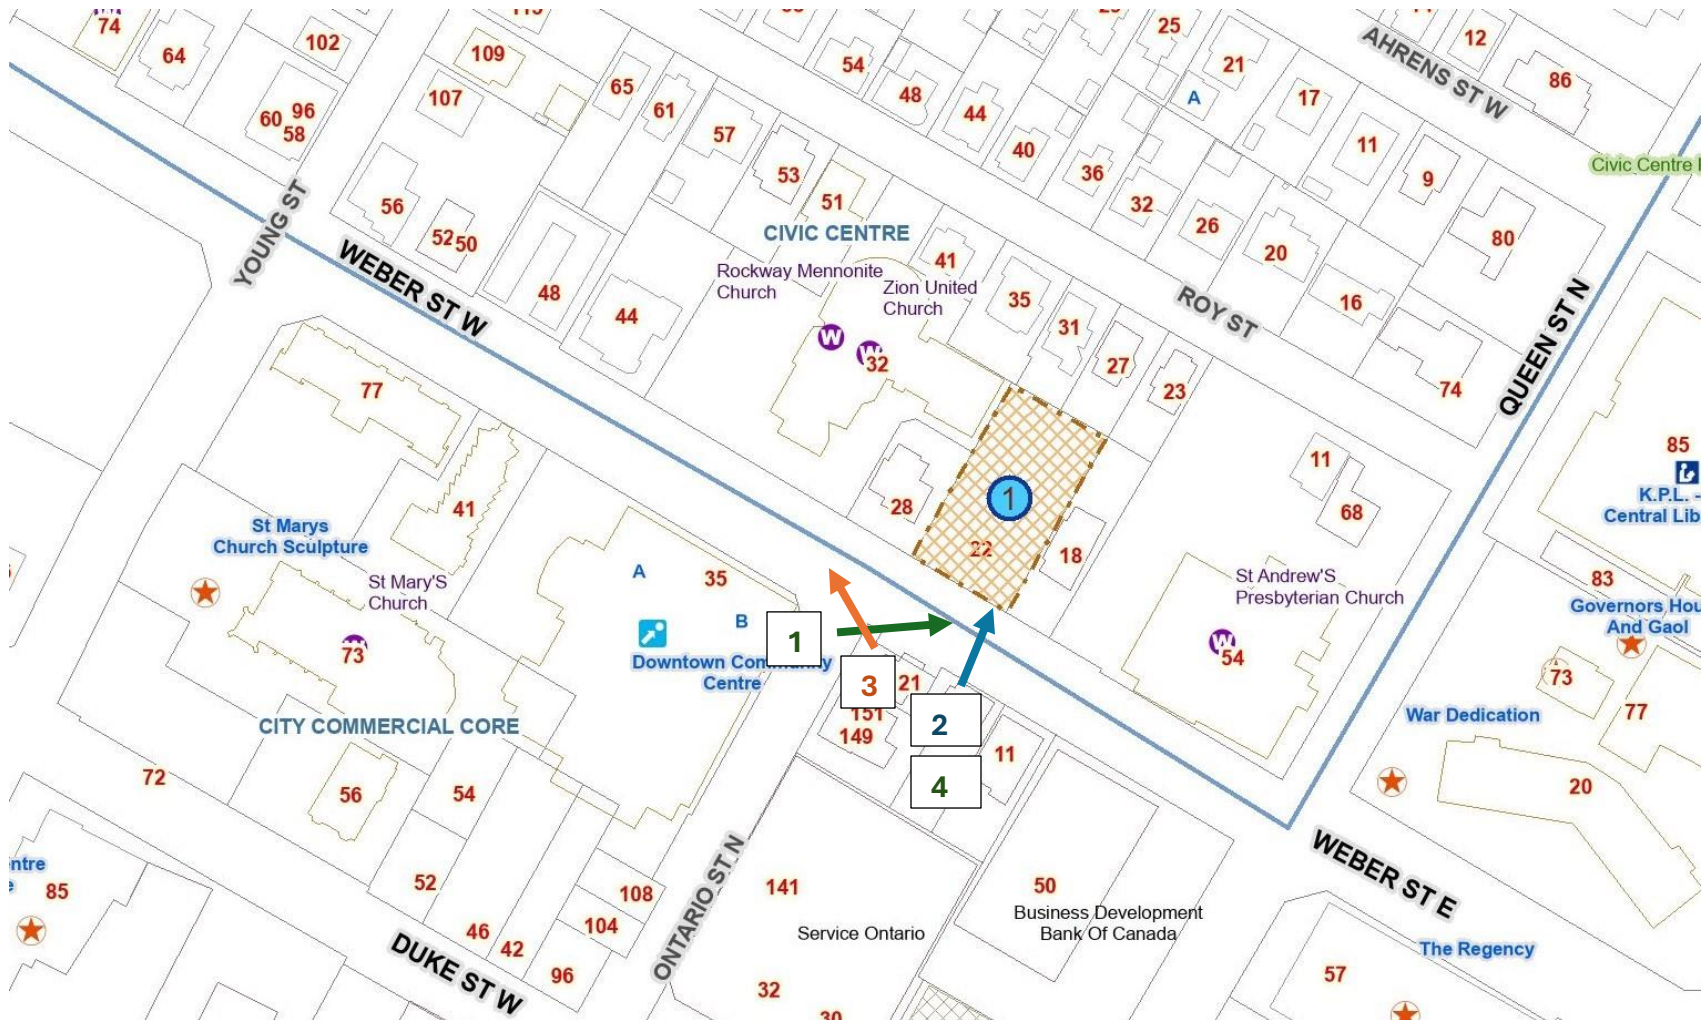 74
64
102
109
54
25
21
12
86
AHRENS ST W
60
96
58
107
65
61
57
48
44
A
17
11
40
53
51
36
32
9
Civic Centre
YOUNG ST
56
52
50
CIVIC CENTRE
41
26
20
80
WEBER ST W
48
44
Rockway Mennonite
Church
Zion United
Church
35
31
ROY ST
16
QUEEN ST N
W
W
32
27
23
74
77
41
28
1
22
18
11
68
85
K.P.L. -
Central Lib
St Marys
Church Sculpture
St Mary'S
Church
A
35
B
Downtown Community
Centre
1
3
2
4
St Andrew'S
Presbyterian Church
W
54
83
Governors Hou
And Gaol
73
77
War Dedication
20
73
21
151
149
11
CITY COMMERCIAL CORE
72
56
54
52
46
42
96
108
104
ONTARIO ST N
141
Service Ontario
50
Business Development
Bank Of Canada
WEBER ST E
The Regency
57
entre
85
DUKE ST W
32
30